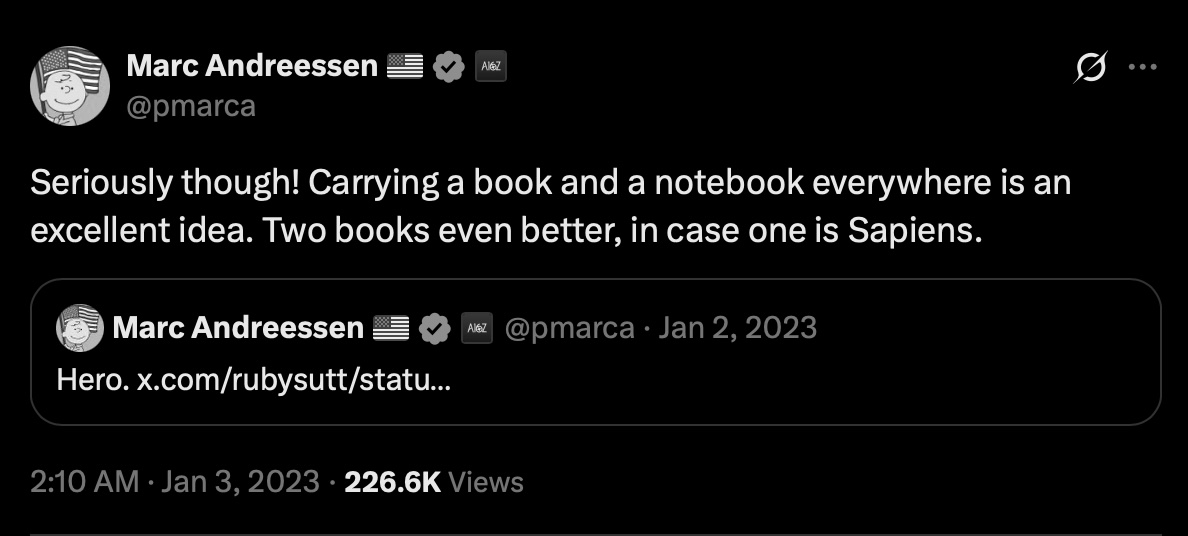 Marc Andreessen 🇺🇸 A16Z
@pmarca
Seriously though! Carrying a book and a notebook everywhere is an
excellent idea. Two books even better, in case one is Sapiens.
Marc Andreessen 🇺🇸 A16Z @pmarca · Jan 2, 2023
Hero. x.com/rubysutt/statu...
2:10 AM · Jan 3, 2023 · 226.6K Views